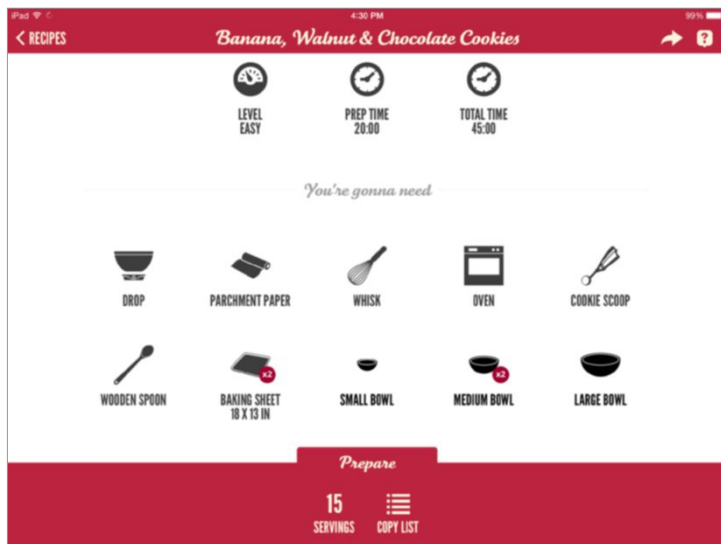 iPad
4:30 PM
99%
RECIPES
Banana, Walnut & Chocolate Cookies
?
LEVEL
EASY
PREP TIME
20:00
TOTAL TIME
45:00
You're gonna need
DROP
PARCHMENT PAPER
WHISK
OVEN
COOKIE SCOOP
WOODEN SPOON
BAKING SHEET
18 X 13 IN
x2
SMALL BOWL
MEDIUM BOWL
x2
LARGE BOWL
Prepare
15
SERVINGS
COPY LIST